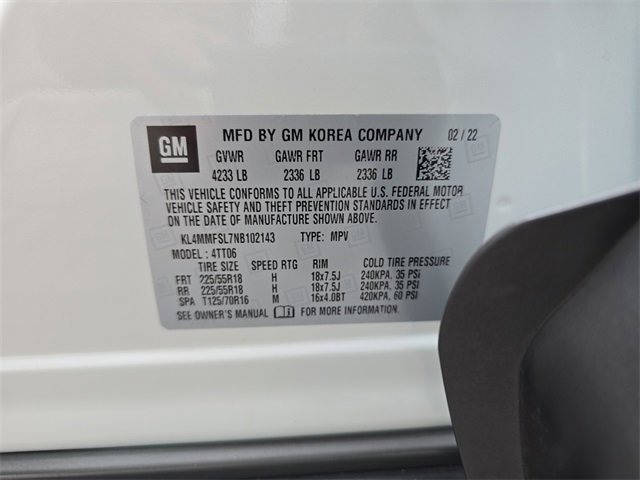 GM MFD BY GM KOREA COMPANY 02 / 22
GVWR GAWR FRT GAWR RR
4233 LB 2336 LB 2336 LB
THIS VEHICLE CONFORMS TO ALL APPLICABLE U.S. FEDERAL MOTOR
VEHICLE SAFETY AND THEFT PREVENTION STANDARDS IN EFFECT
ON THE DATE OF MANUFACTURE SHOWN ABOVE.
KL4MMFSL7NB102143 TYPE: MPV
MODEL : 4TT06
TIRE SIZE SPEED RTG RIM COLD TIRE PRESSURE
FRT 225/55R18 H 18x7.5J 240KPA, 35 PSI
RR 225/55R18 H 18x7.5J 240KPA, 35 PSI
SPA T125/70R16 M 16x4.0BT 420KPA, 60 PSI
SEE OWNER'S MANUAL FOR MORE INFORMATION.